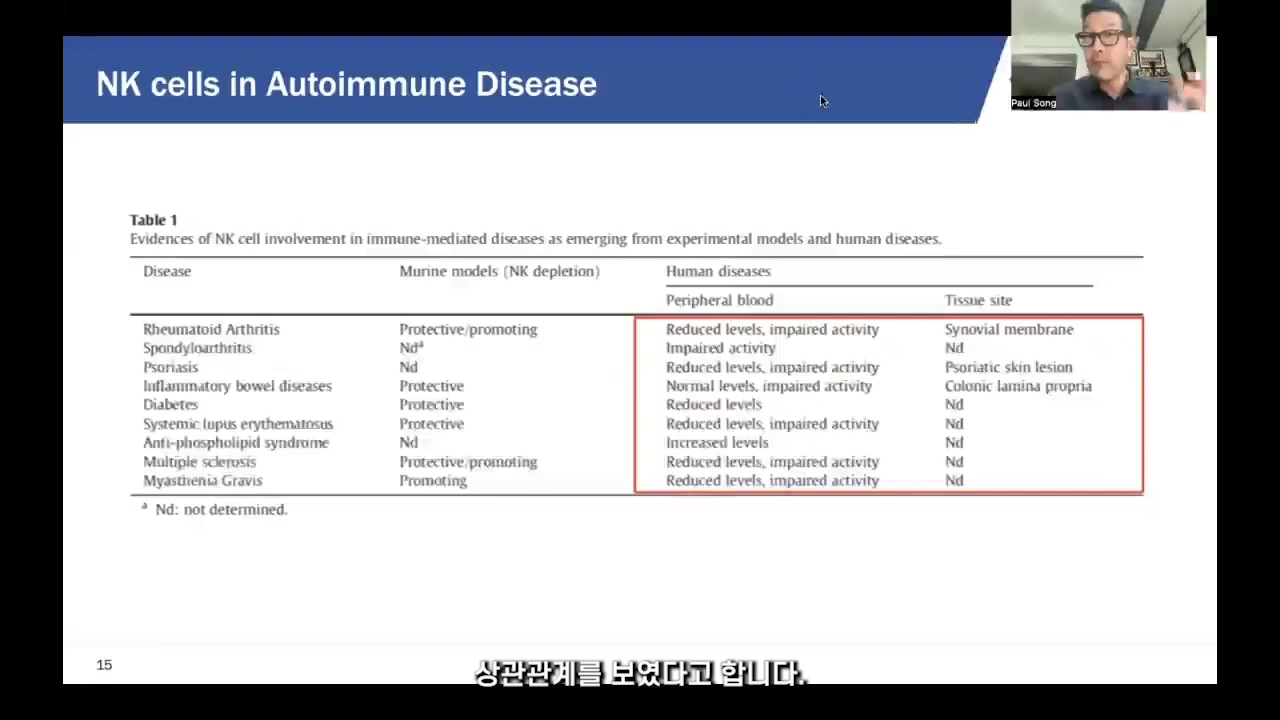 NK cells in Autoimmune Disease
Paul Song
Table 1
Evidences of NK cell involvement in immune-mediated diseases as emerging from experimental models and human diseases.
Disease Murine models (NK depletion) Human diseases
Peripheral blood Tissue site
Rheumatoid Arthritis Protective/promoting Reduced levels, impaired activity Synovial membrane
Spondyloarthritis Ndª Impaired activity Nd
Psoriasis Nd Reduced levels, impaired activity Psoriatic skin lesion
Inflammatory bowel diseases Protective Normal levels, impaired activity Colonic lamina propria
Diabetes Protective Reduced levels Nd
Systemic lupus erythematosus Protective Reduced levels, impaired activity Nd
Anti-phospholipid syndrome Nd Increased levels Nd
Multiple sclerosis Protective/promoting Reduced levels, impaired activity Nd
Myasthenia Gravis Promoting Reduced levels, impaired activity Nd
ª Nd: not determined.
15
상관관계를 보였다고 합니다.